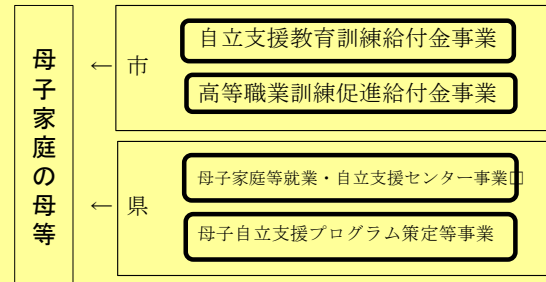 母子家庭の母等
← 市
自立支援教育訓練給付金事業
高等職業訓練促進給付金事業
← 県
母子家庭等就業・自立支援センター事業□
母子自立支援プログラム策定等事業